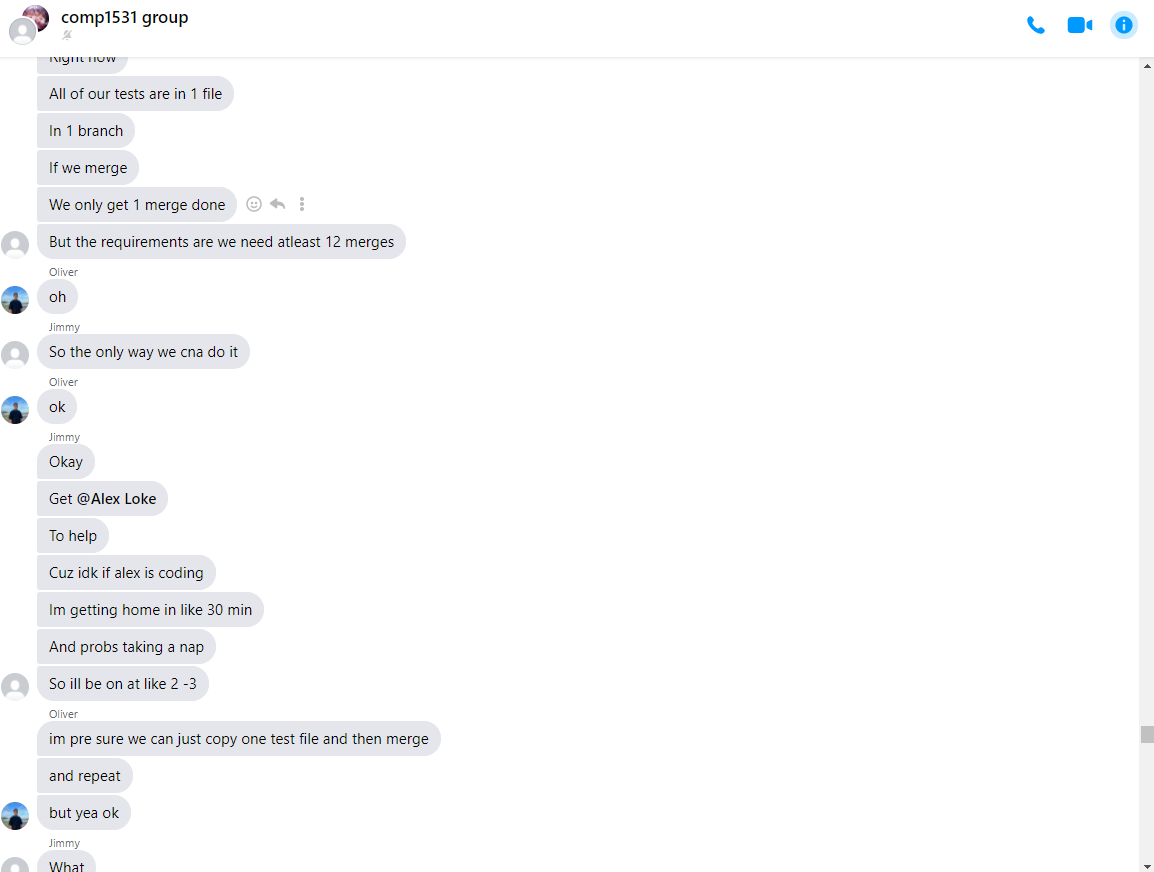 comp1531 group
Right now
All of our tests are in 1 file
In 1 branch
If we merge
We only get 1 merge done
But the requirements are we need atleast 12 merges
Oliver
oh
Jimmy
So the only way we cna do it
Oliver
ok
Jimmy
Okay
Get @Alex Loke
To help
Cuz idk if alex is coding
Im getting home in like 30 min
And probs taking a nap
So ill be on at like 2 -3
Oliver
im pre sure we can just copy one test file and then merge
and repeat
but yea ok
Jimmy
What